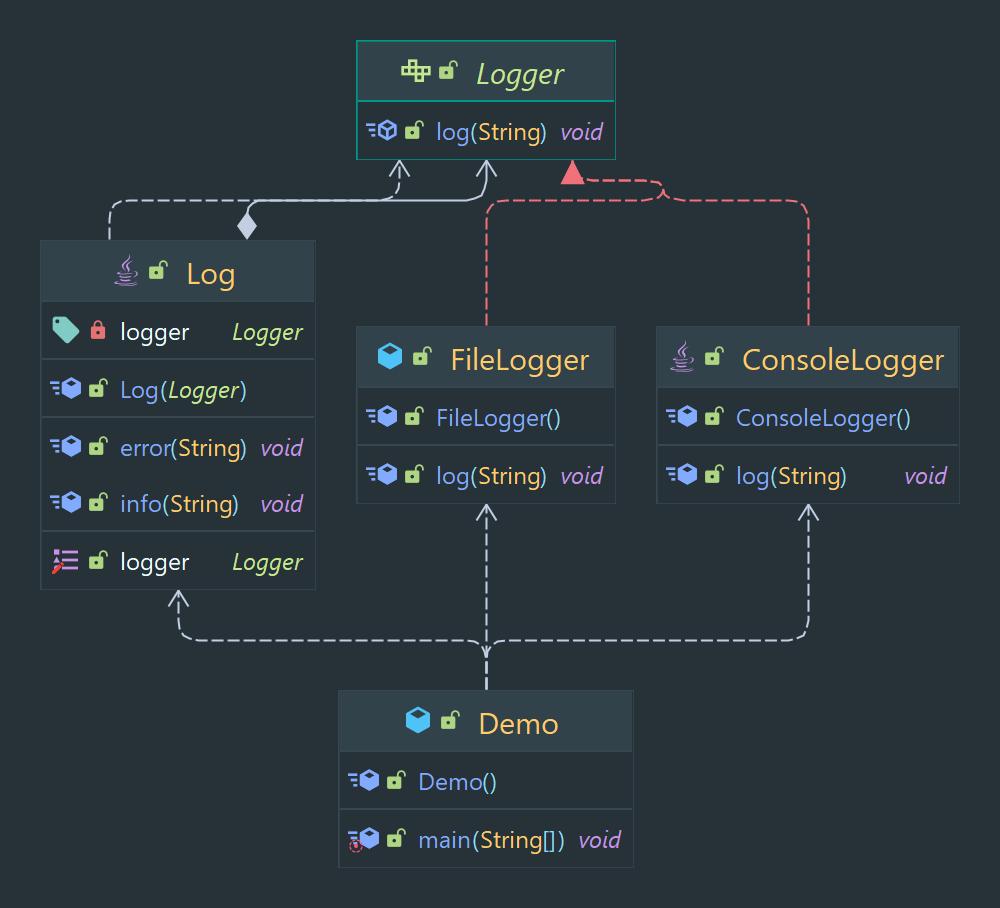 Logger
log(String) void
Log
logger Logger
Log(Logger)
error(String) void
info(String) void
logger Logger
FileLogger
FileLogger()
log(String) void
ConsoleLogger
ConsoleLogger()
log(String) void
Demo
Demo()
main(String[]) void